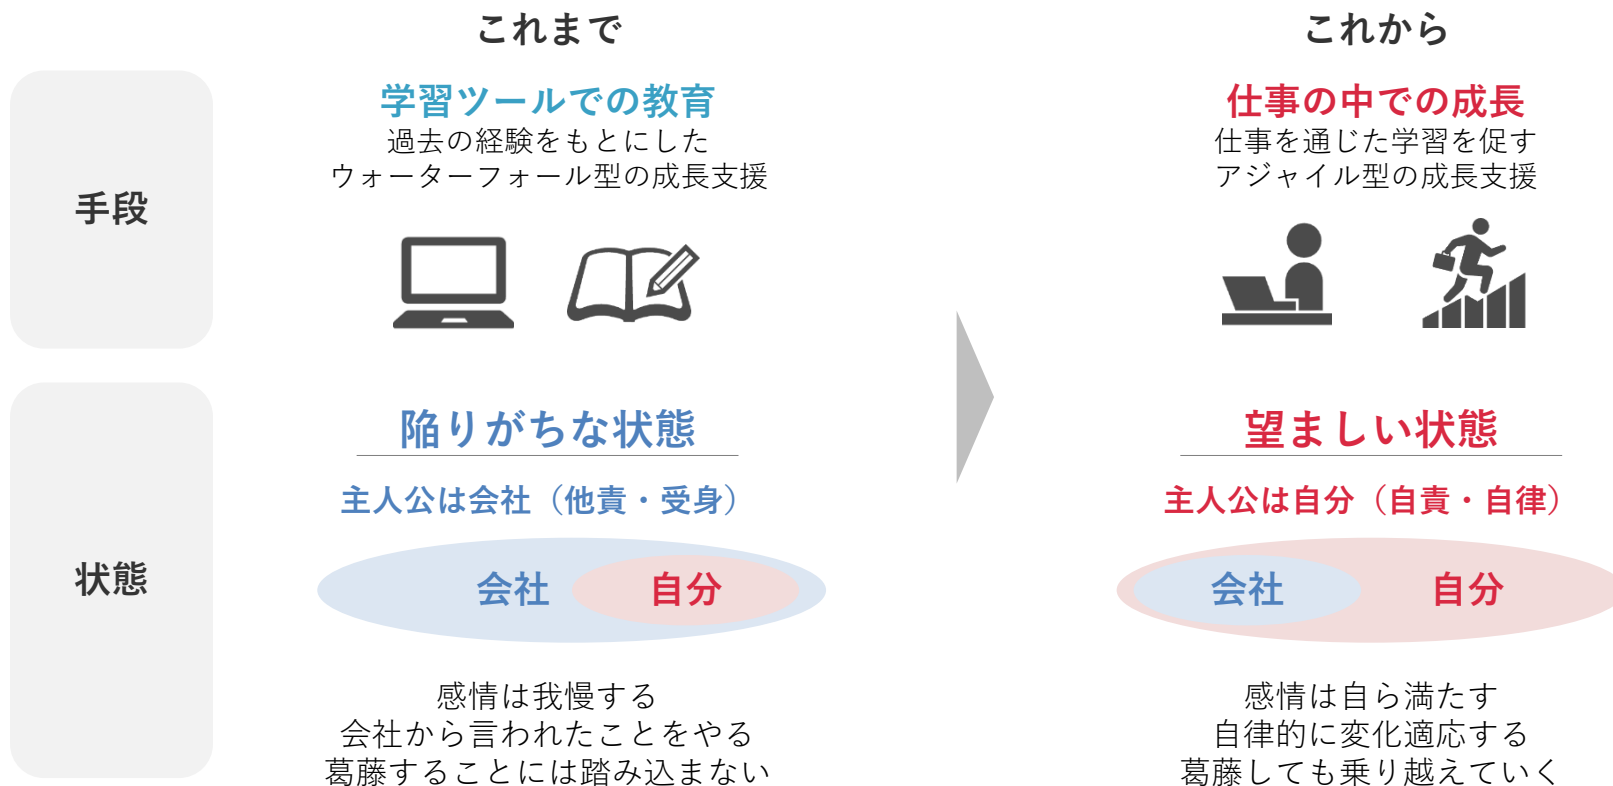 これまで
これから
手段
学習ツールでの教育
過去の経験をもとにした
ウォーターフォール型の成長支援
仕事の中での成長
仕事を通じた学習を促す
アジャイル型の成長支援
状態
陥りがちな状態
主人公は会社（他責・受身）
会社
自分
感情は我慢する
会社から言われたことをやる
葛藤することには踏み込まない
望ましい状態
主人公は自分（自責・自律）
会社
自分
感情は自ら満たす
自律的に変化適応する
葛藤しても乗り越えていく